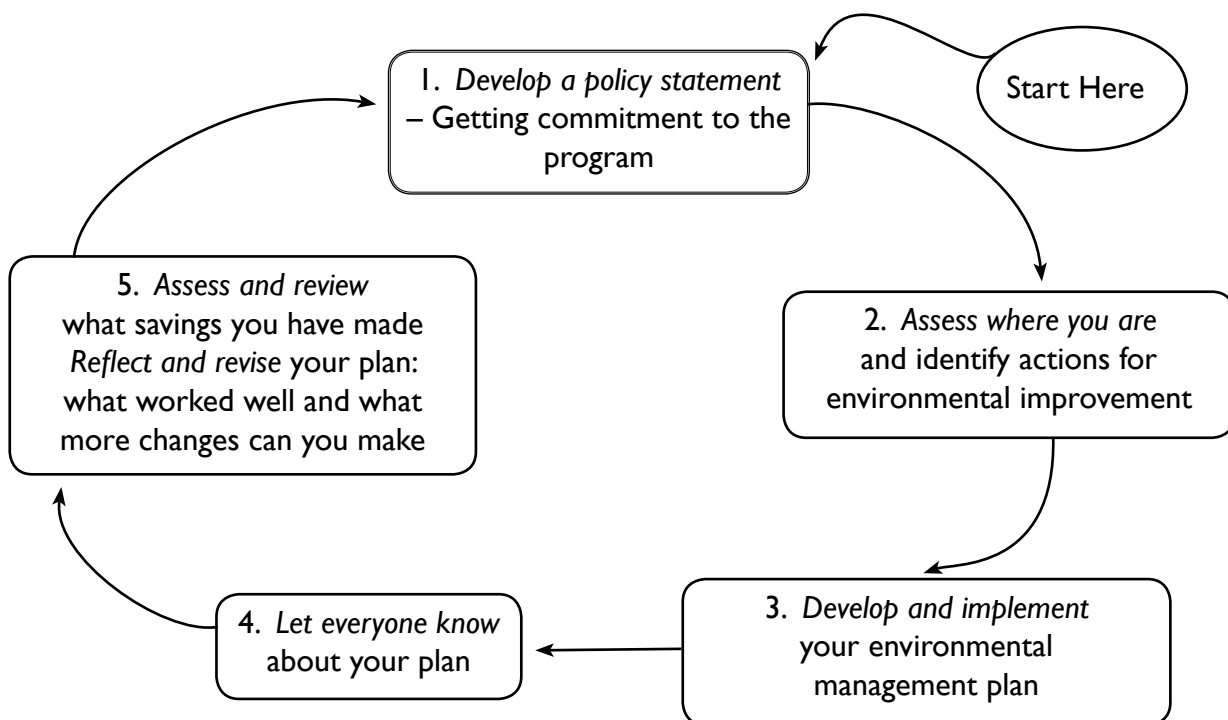 Start Here
1. Develop a policy statement
– Getting commitment to the
program
2. Assess where you are
and identify actions for
environmental improvement
3. Develop and implement
your environmental
management plan
4. Let everyone know
about your plan
5. Assess and review
what savings you have made
Reflect and revise your plan:
what worked well and what
more changes can you make